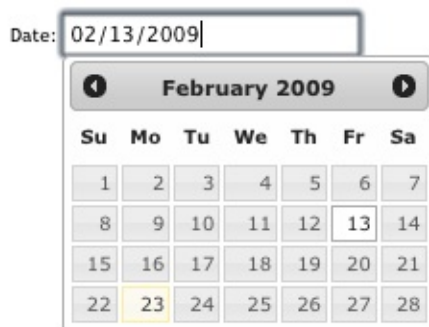 Date: 02/13/2009
February 2009
Su Mo Tu We Th Fr Sa
1 2 3 4 5 6 7
8 9 10 11 12 13 14
15 16 17 18 19 20 21
22 23 24 25 26 27 28